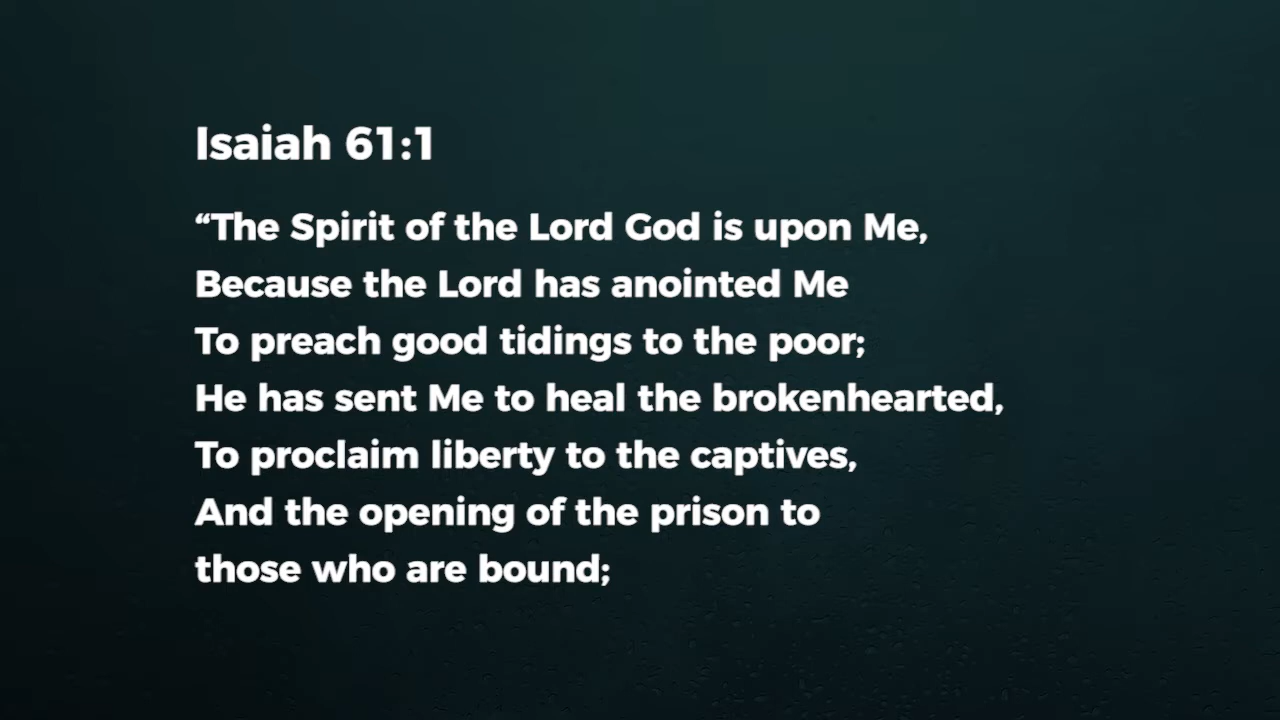 Isaiah 61:1
“The Spirit of the Lord God is upon Me,
Because the Lord has anointed Me
To preach good tidings to the poor;
He has sent Me to heal the brokenhearted,
To proclaim liberty to the captives,
And the opening of the prison to
those who are bound;